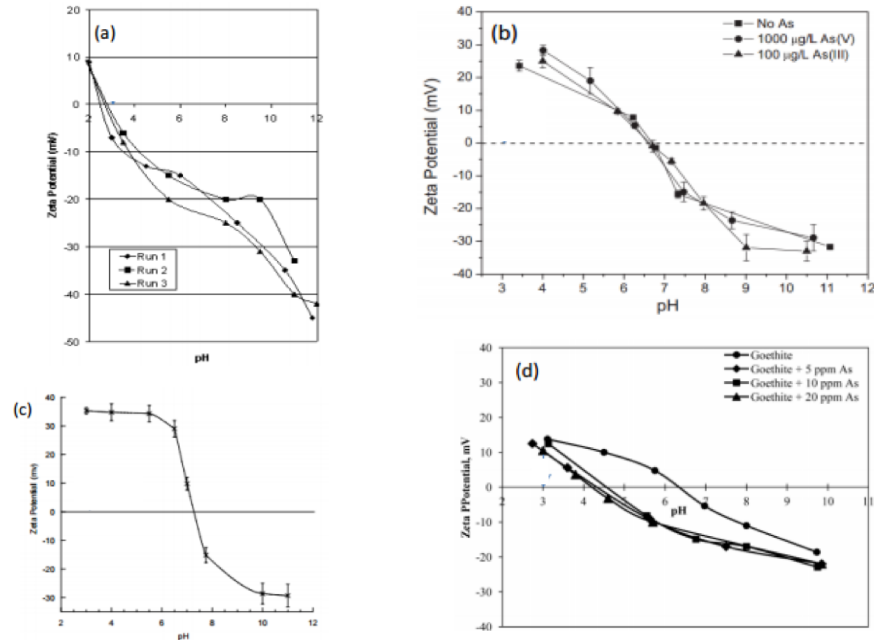 (a)
20
10
0
-10
-20
-30
-40
-50
2
4
6
8
10
12
Zeta Potential (mV)
Run 1
Run 2
Run 3
pH
(b)
No As
1000 µg/L As(V)
100 µg/L As(III)
40
30
20
10
0
-10
-20
-30
-40
3
4
5
6
7
8
9
10
11
Zeta Potential (mV)
pH
(c)
40
30
20
10
0
-10
-20
-30
-40
2
4
6
8
10
12
Zeta Potential (mv)
pH
(d)
Goethite
Goethite + 5 ppm As
Goethite + 10 ppm As
Goethite + 20 ppm As
40
30
20
10
0
-10
-20
-30
-40
2
3
4
5
6
7
8
9
10
Zeta PPotential, mV
pH